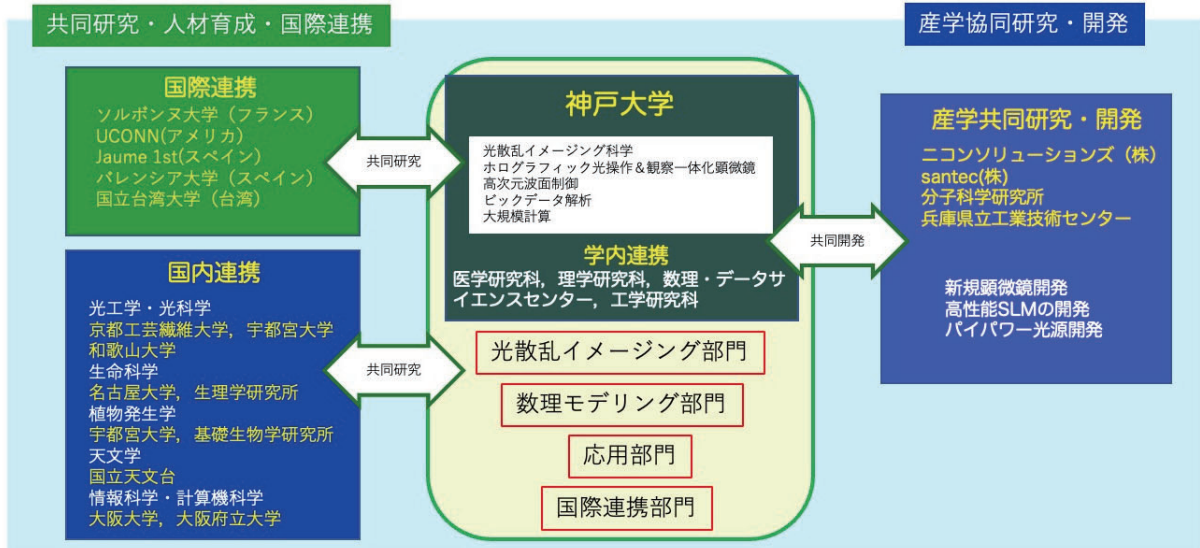 共同研究・人材育成・国際連携
国際連携
ソルボンヌ大学（フランス）
UCONN(アメリカ)
Jaume 1st(スペイン)
バレンシア大学（スペイン）
国立台湾大学（台湾）
国内連携
光工学・光科学
京都工芸繊維大学，宇都宮大学
和歌山大学
生命科学
名古屋大学，生理学研究所
植物発生学
宇都宮大学，基礎生物学研究所
天文学
国立天文台
情報科学・計算機科学
大阪大学，大阪府立大学
共同研究
共同研究
神戸大学
光散乱イメージング科学
ホログラフィック光操作＆観察一体化顕微鏡
高次元波面制御
ビックデータ解析
大規模計算
学内連携
医学研究科，理学研究科，数理・データサ
イエンスセンター，工学研究科
光散乱イメージング部門
数理モデリング部門
応用部門
国際連携部門
共同開発
産学協同研究・開発
産学共同研究・開発
ニコンソリューションズ（株）
santec(株)
分子科学研究所
兵庫県立工業技術センター
新規顕微鏡開発
高性能SLMの開発
パイパワー光源開発